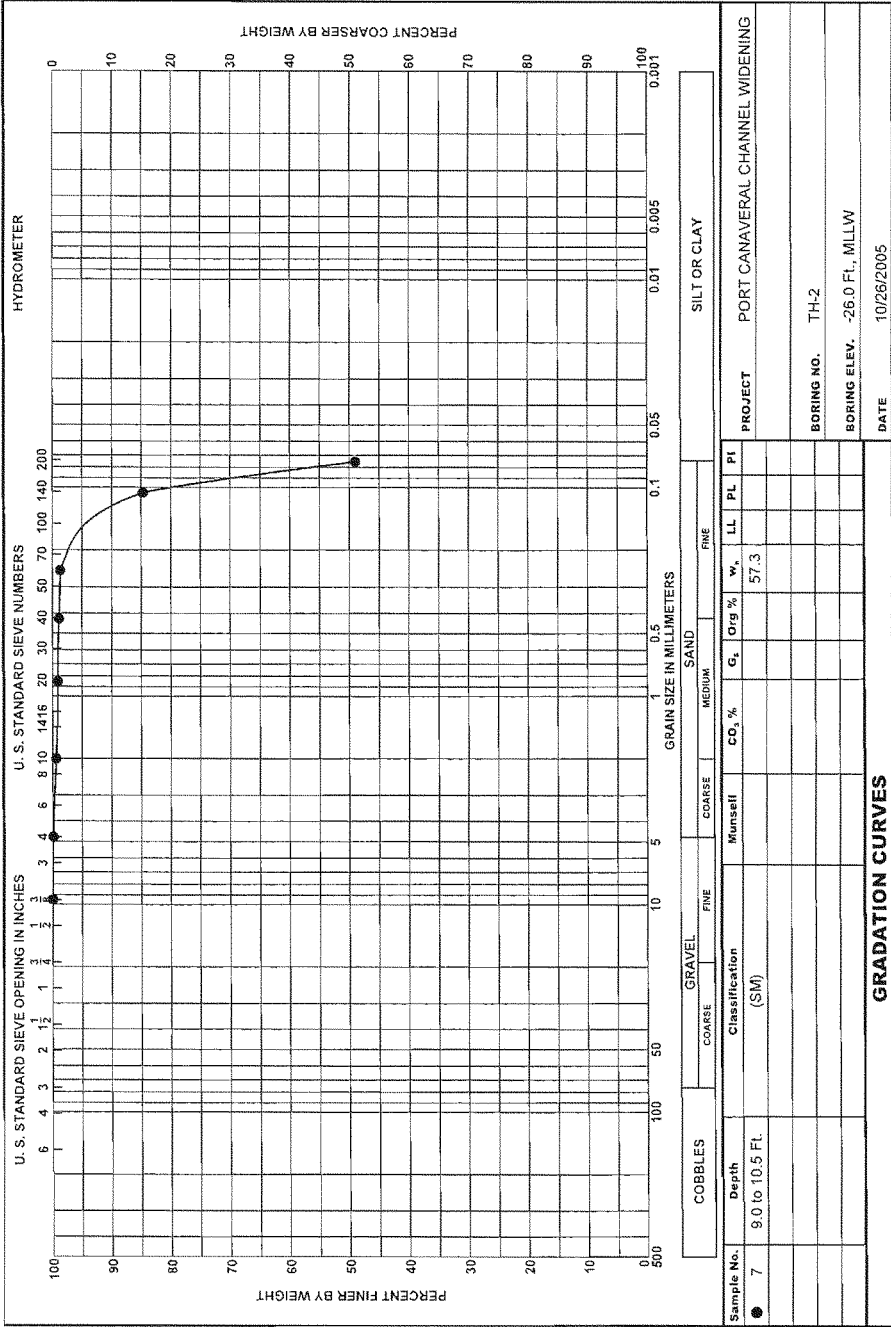 U. S. STANDARD SIEVE OPENING IN INCHES
U. S. STANDARD SIEVE NUMBERS
HYDROMETER
6 4 3 2 1 1/2 1 3/4 1/2 3/8 3 4 6 8 10 1416 20 30 40 50 70 100 140 200
PERCENT FINER BY WEIGHT
100
90
80
70
60
50
40
30
20
10
0
PERCENT COARSER BY WEIGHT
0
10
20
30
40
50
60
70
80
90
100
500 100 50 10 5 1 0.5 0.1 0.05 0.01 0.005 0.001
GRAIN SIZE IN MILLIMETERS
COBBLES GRAVEL SAND SILT OR CLAY
COARSE FINE COARSE MEDIUM FINE
Sample No. Depth Classification Munsell CO₃ % Gₛ Org % wₙ LL PL PI
7 9.0 to 10.5 Ft. (SM) 57.3
PROJECT PORT CANAVERAL CHANNEL WIDENING
BORING NO. TH-2
BORING ELEV. -26.0 Ft., MLLW
DATE 10/26/2005
GRADATION CURVES